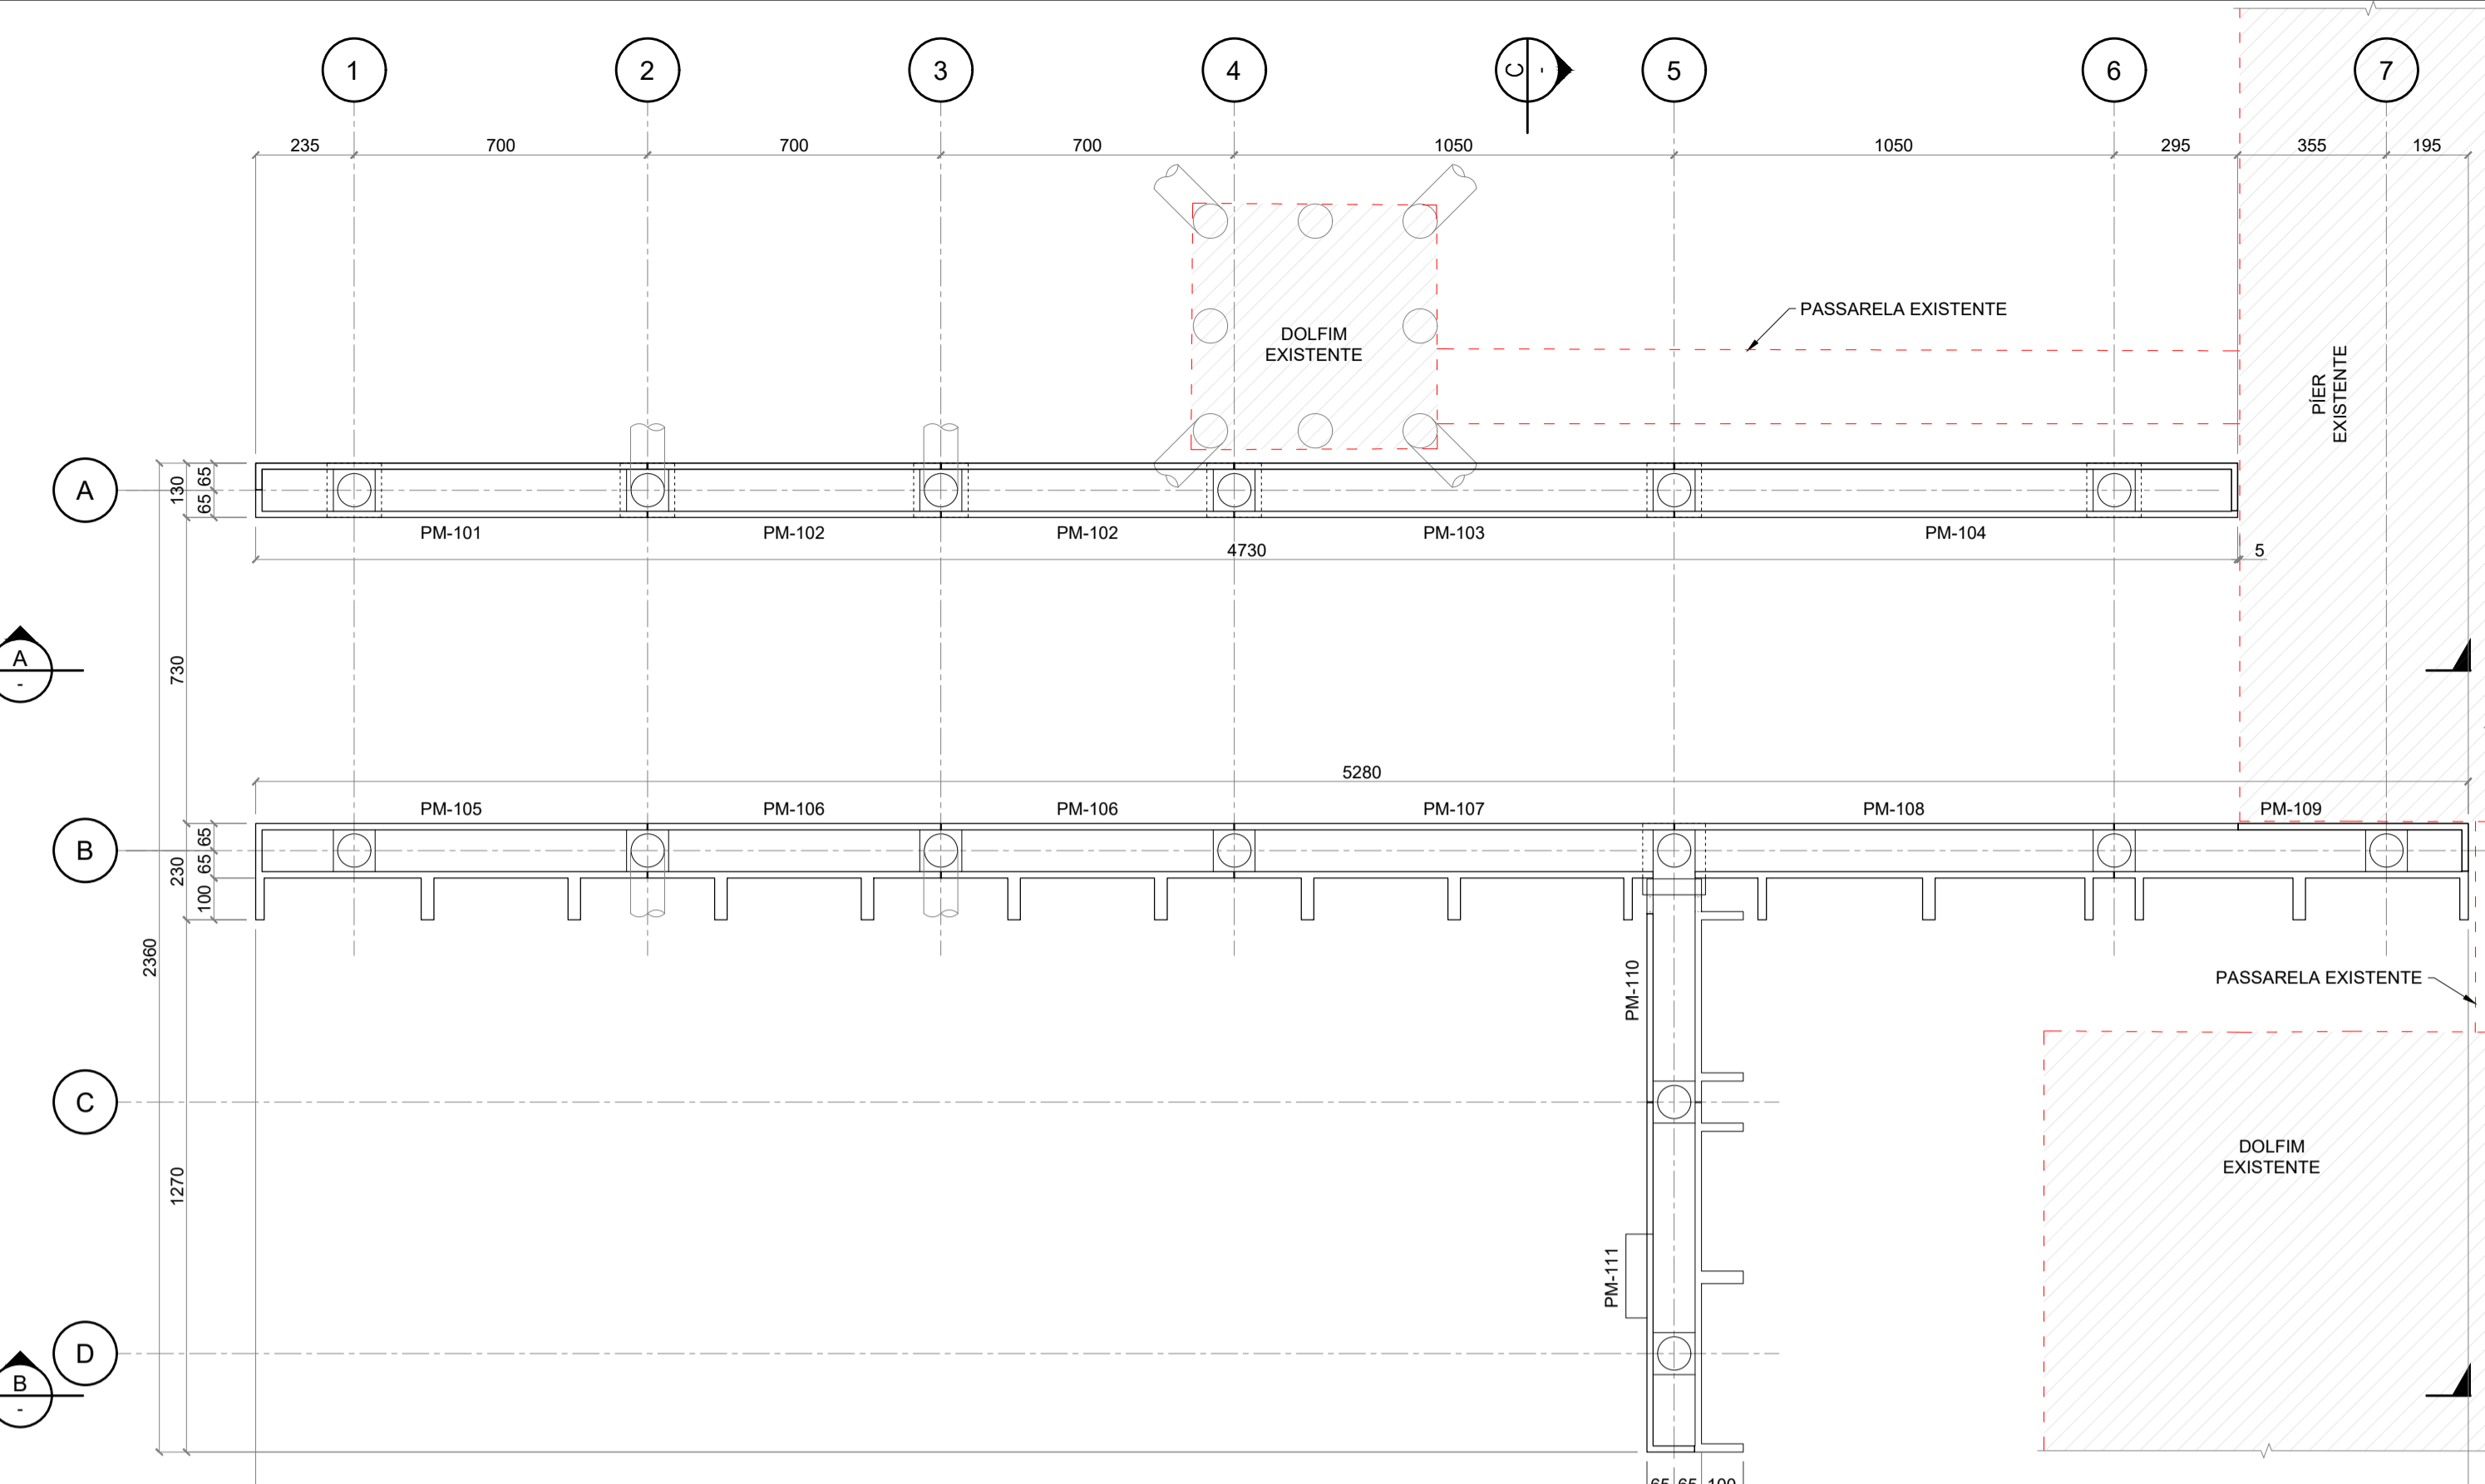 1
2
3
4
C
-
5
6
7
235
700
700
700
1050
1050
295
355
195
PASSARELA EXISTENTE
DOLFIM
EXISTENTE
PÍER
EXISTENTE
A
130
65
65
PM-101
PM-102
PM-102
PM-103
PM-104
4730
5
A
-
730
5280
PM-105
PM-106
PM-106
PM-107
PM-108
PM-109
B
230
65
65
100
2360
PM-110
PASSARELA EXISTENTE
C
DOLFIM
EXISTENTE
1270
PM-111
D
B
-
65
65
100